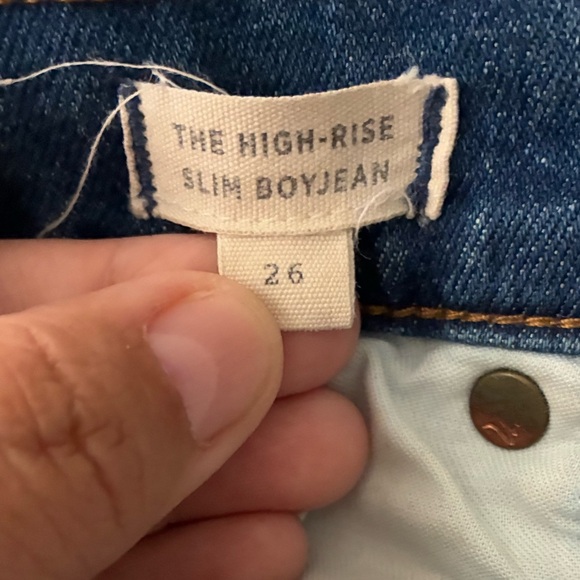 THE HIGH-RISE
SLIM BOYJEAN
26